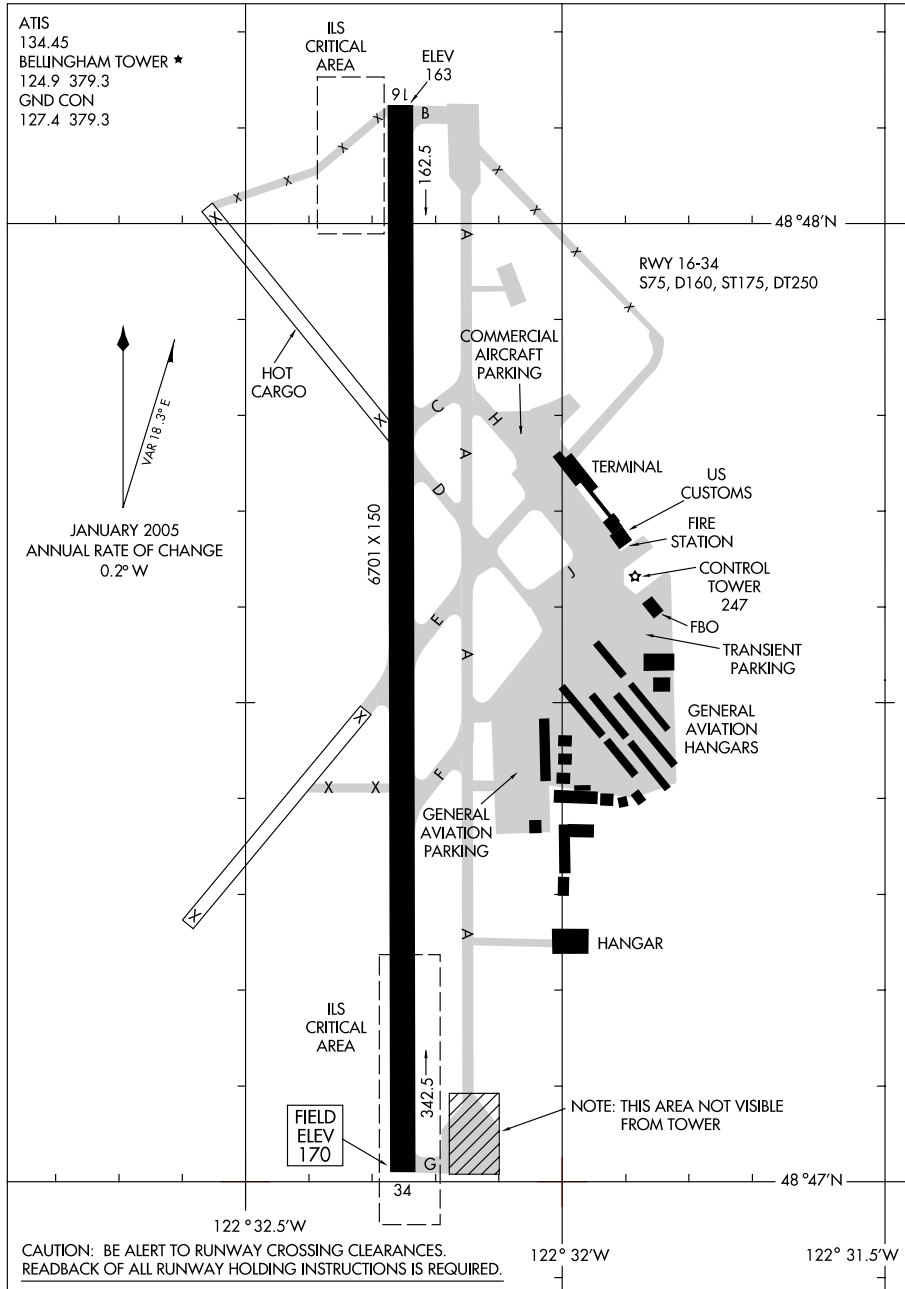 ATIS
134.45
BELLINGHAM TOWER ★
124.9 379.3
GND CON
127.4 379.3
ILS
CRITICAL
AREA
ELEV
163
16
B
162.5
X
X
X
X
X
X
X
X
X
A
48°48'N
RWY 16-34
S75, D160, ST175, DT250
HOT
CARGO
X
COMMERCIAL
AIRCRAFT
PARKING
VAR 18.3° E
JANUARY 2005
ANNUAL RATE OF CHANGE
0.2° W
C
H
A
D
TERMINAL
US
CUSTOMS
FIRE
STATION
6701 X 150
J
CONTROL
TOWER
247
FBO
E
A
TRANSIENT
PARKING
X
GENERAL
AVIATION
HANGARS
F
X
X
GENERAL
AVIATION
PARKING
X
A
HANGAR
ILS
CRITICAL
AREA
342.5
FIELD
ELEV
170
NOTE: THIS AREA NOT VISIBLE
FROM TOWER
G
34
48°47'N
122°32.5'W
CAUTION: BE ALERT TO RUNWAY CROSSING CLEARANCES.
READBACK OF ALL RUNWAY HOLDING INSTRUCTIONS IS REQUIRED.
122°32'W
122°31.5'W